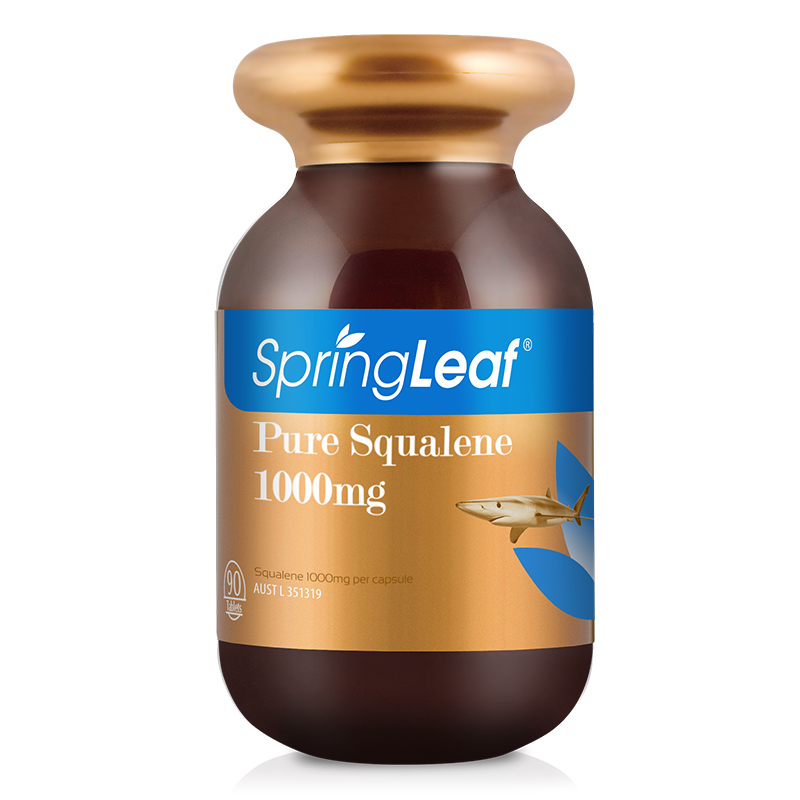 SpringLeaf®
Pure Squalene
1000mg
Squalene 1000mg per capsule
AUST L 351319
90
Tablets